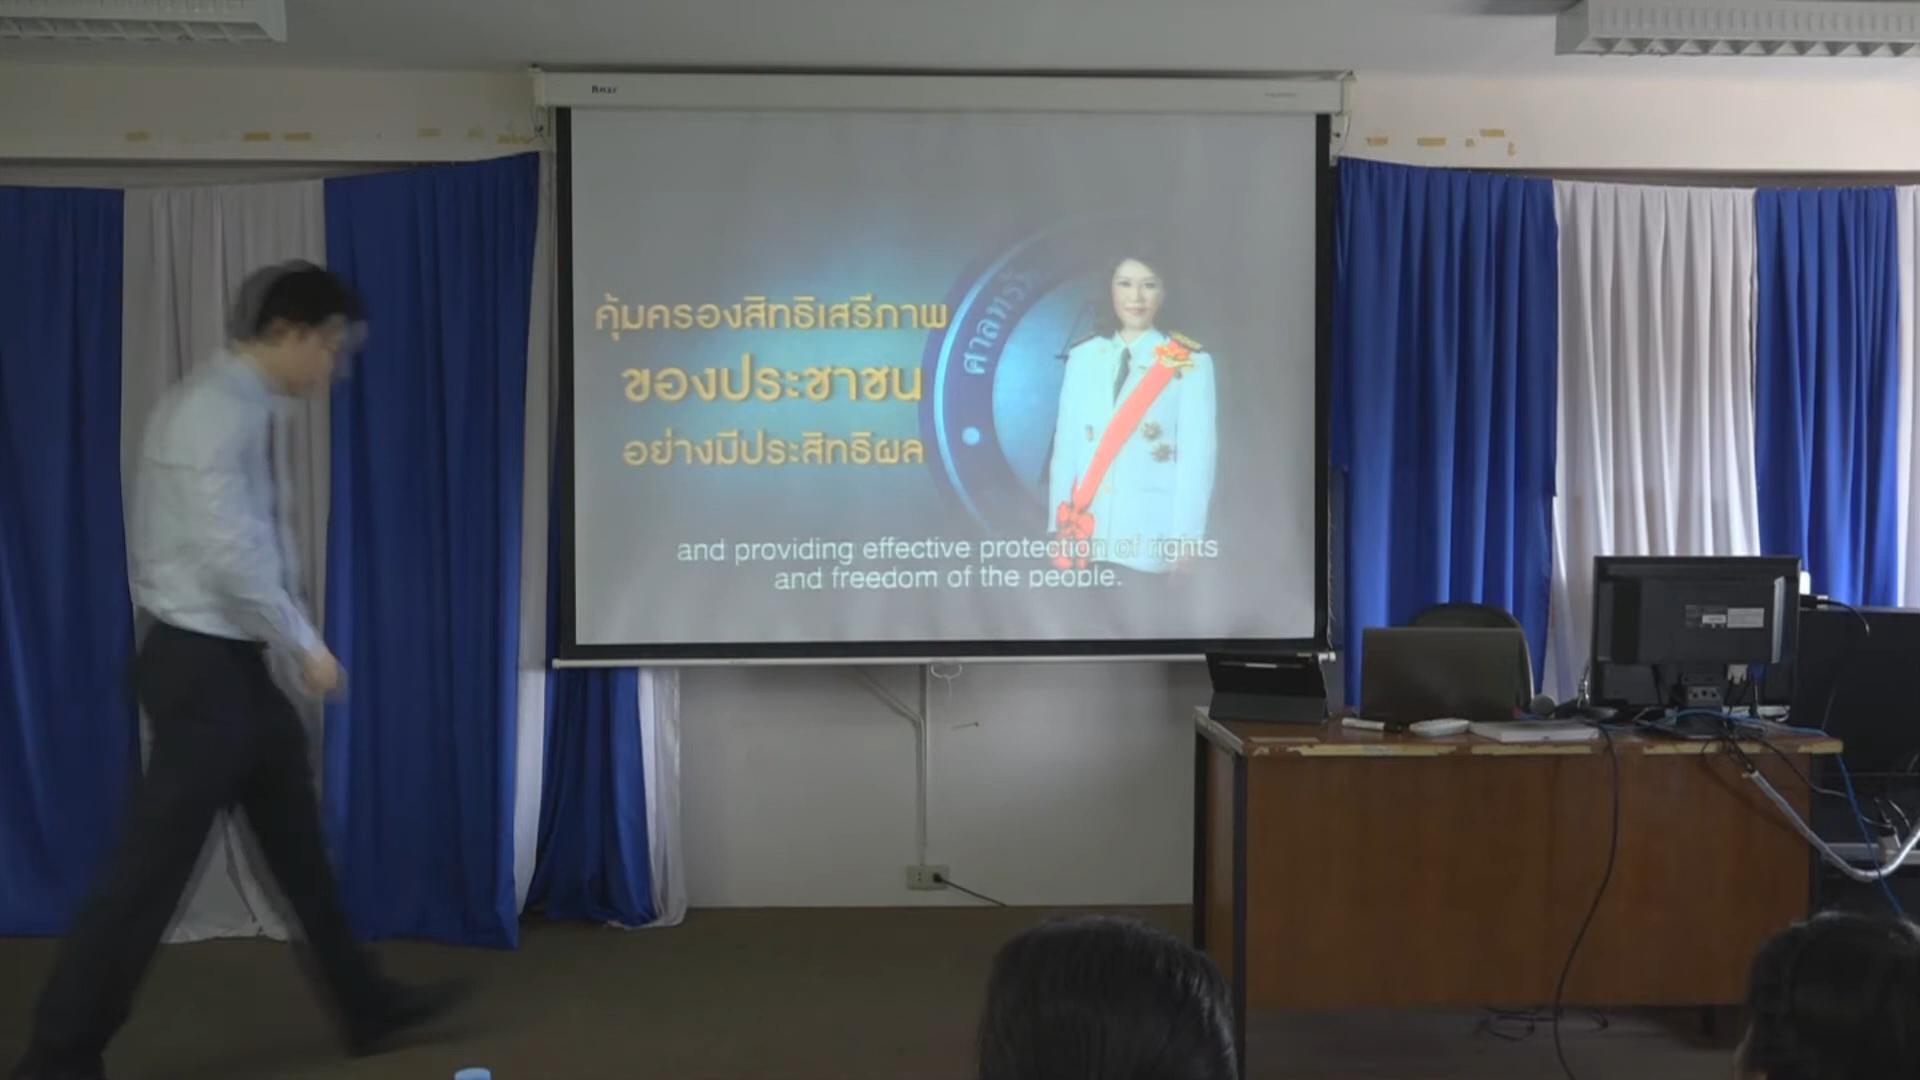 คุ้มครองสิทธิเสรีภาพ
ของประชาชน
อย่างมีประสิทธิผล
and providing effective protection of rights
and freedom of the people.